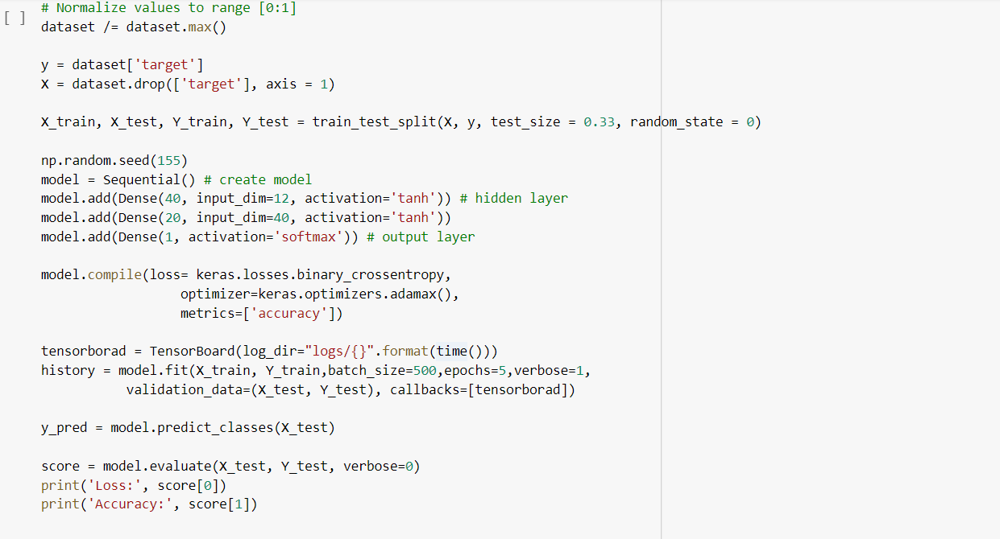 # Normalize values to range [0:1]
[ ]
dataset /= dataset.max()
y = dataset['target']
X = dataset.drop(['target'], axis = 1)
X_train, X_test, Y_train, Y_test = train_test_split(X, y, test_size = 0.33, random_state = 0)
np.random.seed(155)
model = Sequential() # create model
model.add(Dense(40, input_dim=12, activation='tanh')) # hidden layer
model.add(Dense(20, input_dim=40, activation='tanh'))
model.add(Dense(1, activation='softmax')) # output layer
model.compile(loss= keras.losses.binary_crossentropy,
optimizer=keras.optimizers.adamax(),
metrics=['accuracy'])
tensorborad = TensorBoard(log_dir="logs/{}".format(time()))
history = model.fit(X_train, Y_train,batch_size=500,epochs=5,verbose=1,
validation_data=(X_test, Y_test), callbacks=[tensorborad])
y_pred = model.predict_classes(X_test)
score = model.evaluate(X_test, Y_test, verbose=0)
print('Loss:', score[0])
print('Accuracy:', score[1])